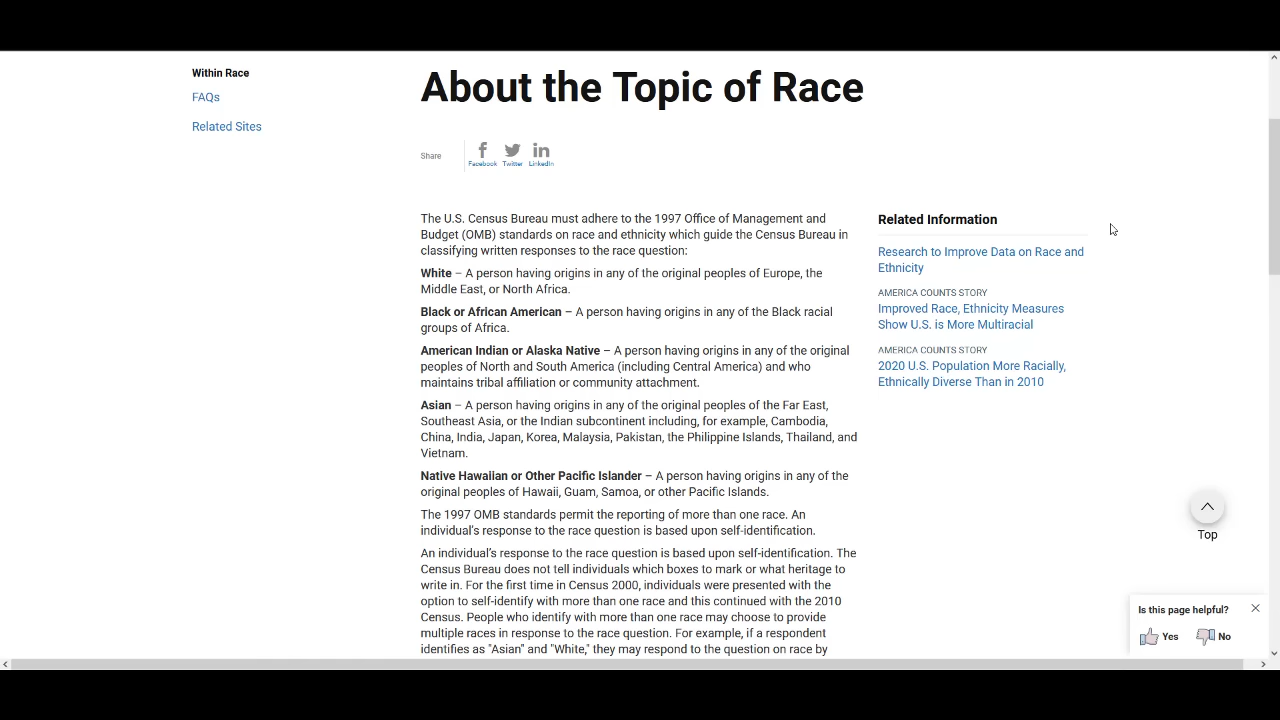 Within Race
FAQs
Related Sites
About the Topic of Race
Share
Facebook Twitter LinkedIn
The U.S. Census Bureau must adhere to the 1997 Office of Management and
Budget (OMB) standards on race and ethnicity which guide the Census Bureau in
classifying written responses to the race question:
White – A person having origins in any of the original peoples of Europe, the
Middle East, or North Africa.
Black or African American – A person having origins in any of the Black racial
groups of Africa.
American Indian or Alaska Native – A person having origins in any of the original
peoples of North and South America (including Central America) and who
maintains tribal affiliation or community attachment.
Asian – A person having origins in any of the original peoples of the Far East,
Southeast Asia, or the Indian subcontinent including, for example, Cambodia,
China, India, Japan, Korea, Malaysia, Pakistan, the Philippine Islands, Thailand, and
Vietnam.
Native Hawaiian or Other Pacific Islander – A person having origins in any of the
original peoples of Hawaii, Guam, Samoa, or other Pacific Islands.
The 1997 OMB standards permit the reporting of more than one race. An
individual's response to the race question is based upon self-identification.
An individual's response to the race question is based upon self-identification. The
Census Bureau does not tell individuals which boxes to mark or what heritage to
write in. For the first time in Census 2000, individuals were presented with the
option to self-identify with more than one race and this continued with the 2010
Census. People who identify with more than one race may choose to provide
multiple races in response to the race question. For example, if a respondent
identifies as "Asian" and "White," they may respond to the question on race by
Related Information
Research to Improve Data on Race and
Ethnicity
AMERICA COUNTS STORY
Improved Race, Ethnicity Measures
Show U.S. is More Multiracial
AMERICA COUNTS STORY
2020 U.S. Population More Racially,
Ethnically Diverse Than in 2010
Top
Is this page helpful?
Yes No